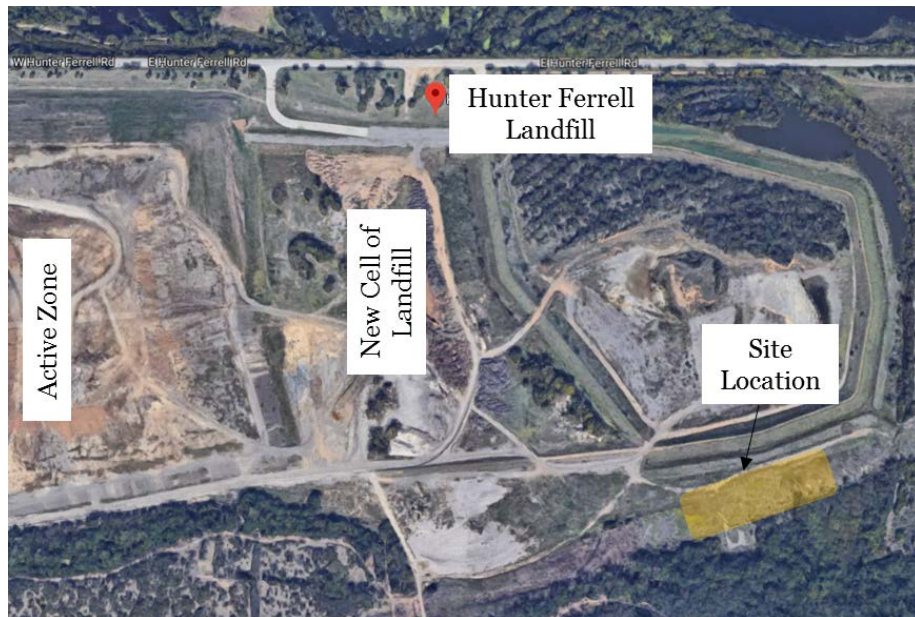 W Hunter Ferrell Rd
E Hunter Ferrell Rd
E Hunter Ferrell Rd
Hunter Ferrell
Landfill
Active Zone
New Cell of
Landfill
Site
Location